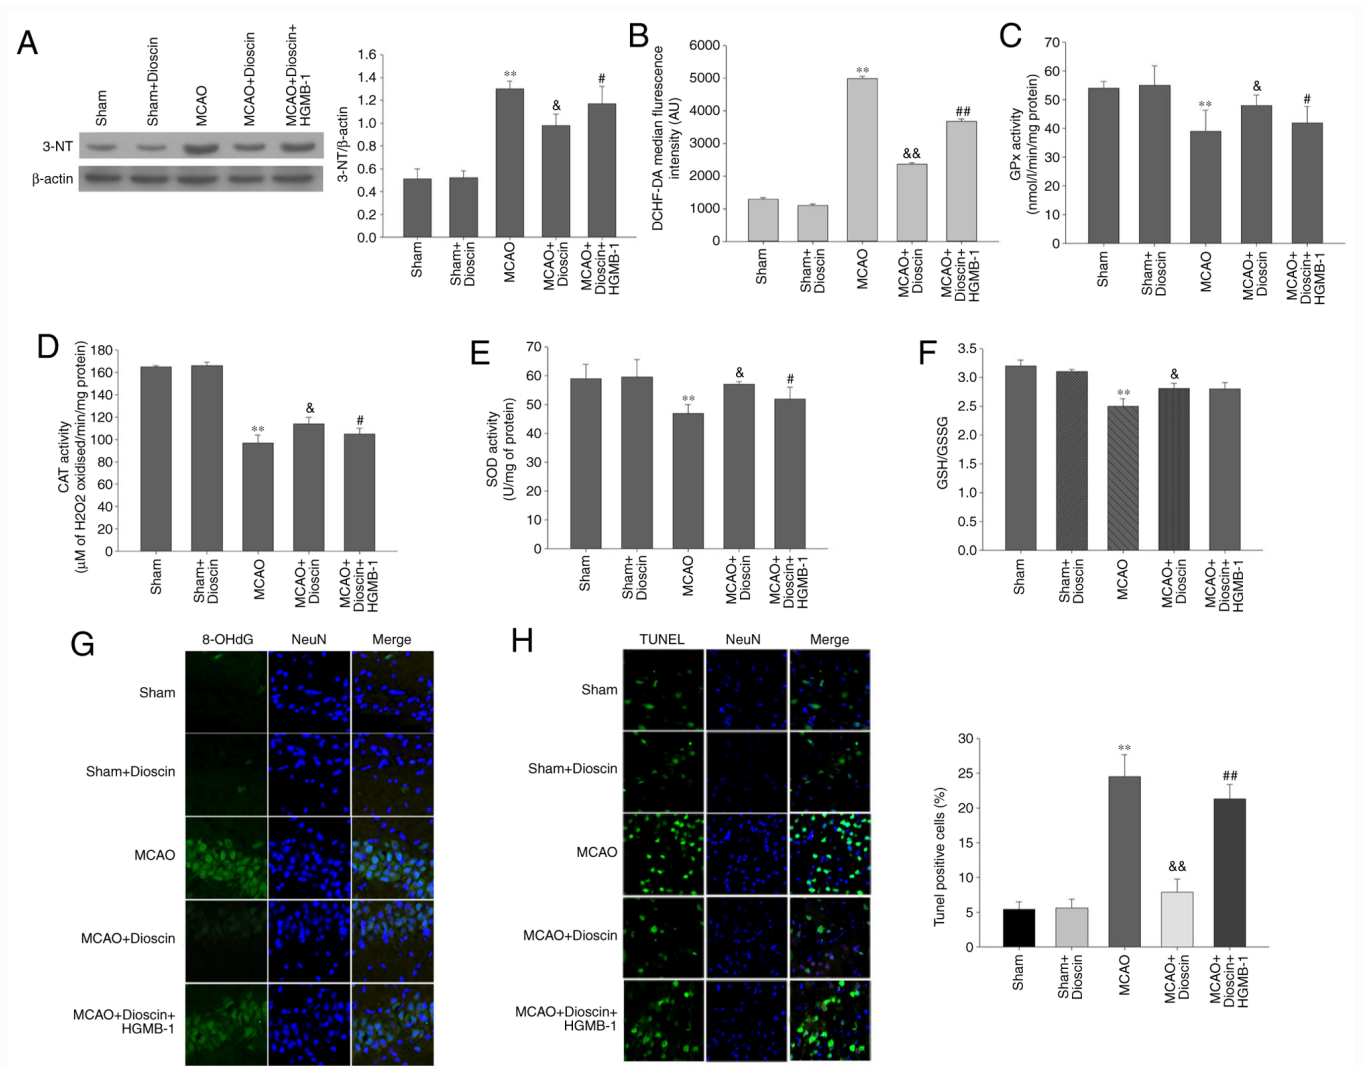 A
Sham
Sham+Dioscin
MCAO
MCAO+Dioscin
MCAO+Dioscin+
HGMB-1
3-NT
β-actin
3-NT/β-actin
1.6
1.4
1.2
1.0
0.8
0.6
0.4
0.2
0.0
**
&
#
Sham
Sham+
Dioscin
MCAO
MCAO+
Dioscin
MCAO+
Dioscin+
HGMB-1
B
DCHF-DA median flurescence
intensity (AU)
6000
5000
4000
3000
2000
1000
0
**
&&
##
Sham
Sham+
Dioscin
MCAO
MCAO+
Dioscin
MCAO+
Dioscin+
HGMB-1
C
GPx activity
(nmol/l/min/mg protein)
70
60
50
40
30
20
10
0
**
&
#
Sham
Sham+
Dioscin
MCAO
MCAO+
Dioscin
MCAO+
Dioscin+
HGMB-1
D
CAT activity
(µM of H2O2 oxidised/min/mg protein)
180
160
140
120
100
80
60
40
20
0
**
&
#
Sham
Sham+
Dioscin
MCAO
MCAO+
Dioscin
MCAO+
Dioscin+
HGMB-1
E
SOD activity
(U/mg of protein)
70
60
50
40
30
20
10
0
**
&
#
Sham
Sham+
Dioscin
MCAO
MCAO+
Dioscin
MCAO+
Dioscin+
HGMB-1
F
GSH/GSSG
3.5
3.0
2.5
2.0
1.5
1.0
0.5
0.0
**
&
Sham
Sham+
Dioscin
MCAO
MCAO+
Dioscin
MCAO+
Dioscin+
HGMB-1
G
8-OHdG NeuN Merge
Sham
Sham+Dioscin
MCAO
MCAO+Dioscin
MCAO+Dioscin+
HGMB-1
H
TUNEL NeuN Merge
Sham
Sham+Dioscin
MCAO
MCAO+Dioscin
MCAO+Dioscin+
HGMB-1
Tunel positive cells (%)
30
25
20
15
10
5
0
**
&&
##
Sham
Sham+
Dioscin
MCAO
MCAO+
Dioscin
MCAO+
Dioscin+
HGMB-1